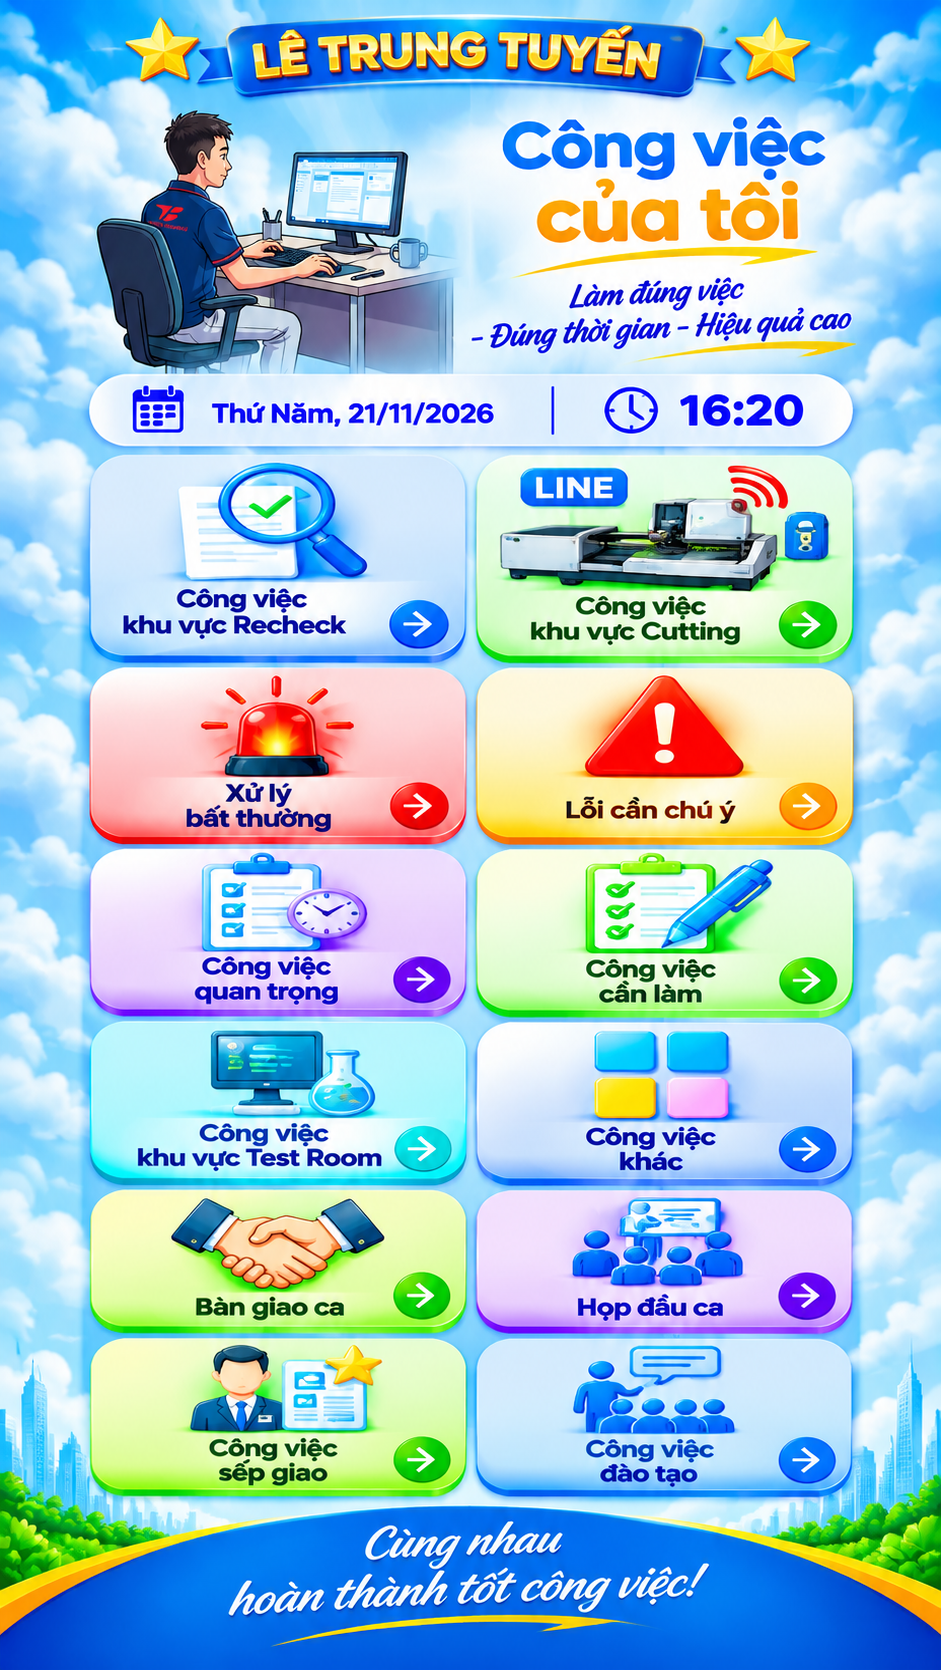 LÊ TRUNG TUYẾN
Công việc
của tôi
Làm đúng việc
- Đúng thời gian - Hiệu quả cao
Thứ Năm, 21/11/2026
16:20
Công việc
khu vực Recheck
LINE
Công việc
khu vực Cutting
Xử lý
bất thường
Lỗi cần chú ý
Công việc
quan trọng
Công việc
cần làm
Công việc
khu vực Test Room
Công việc
khác
Bàn giao ca
Họp đầu ca
Công việc
sếp giao
Công việc
đào tạo
Cùng nhau
hoàn thành tốt công việc!